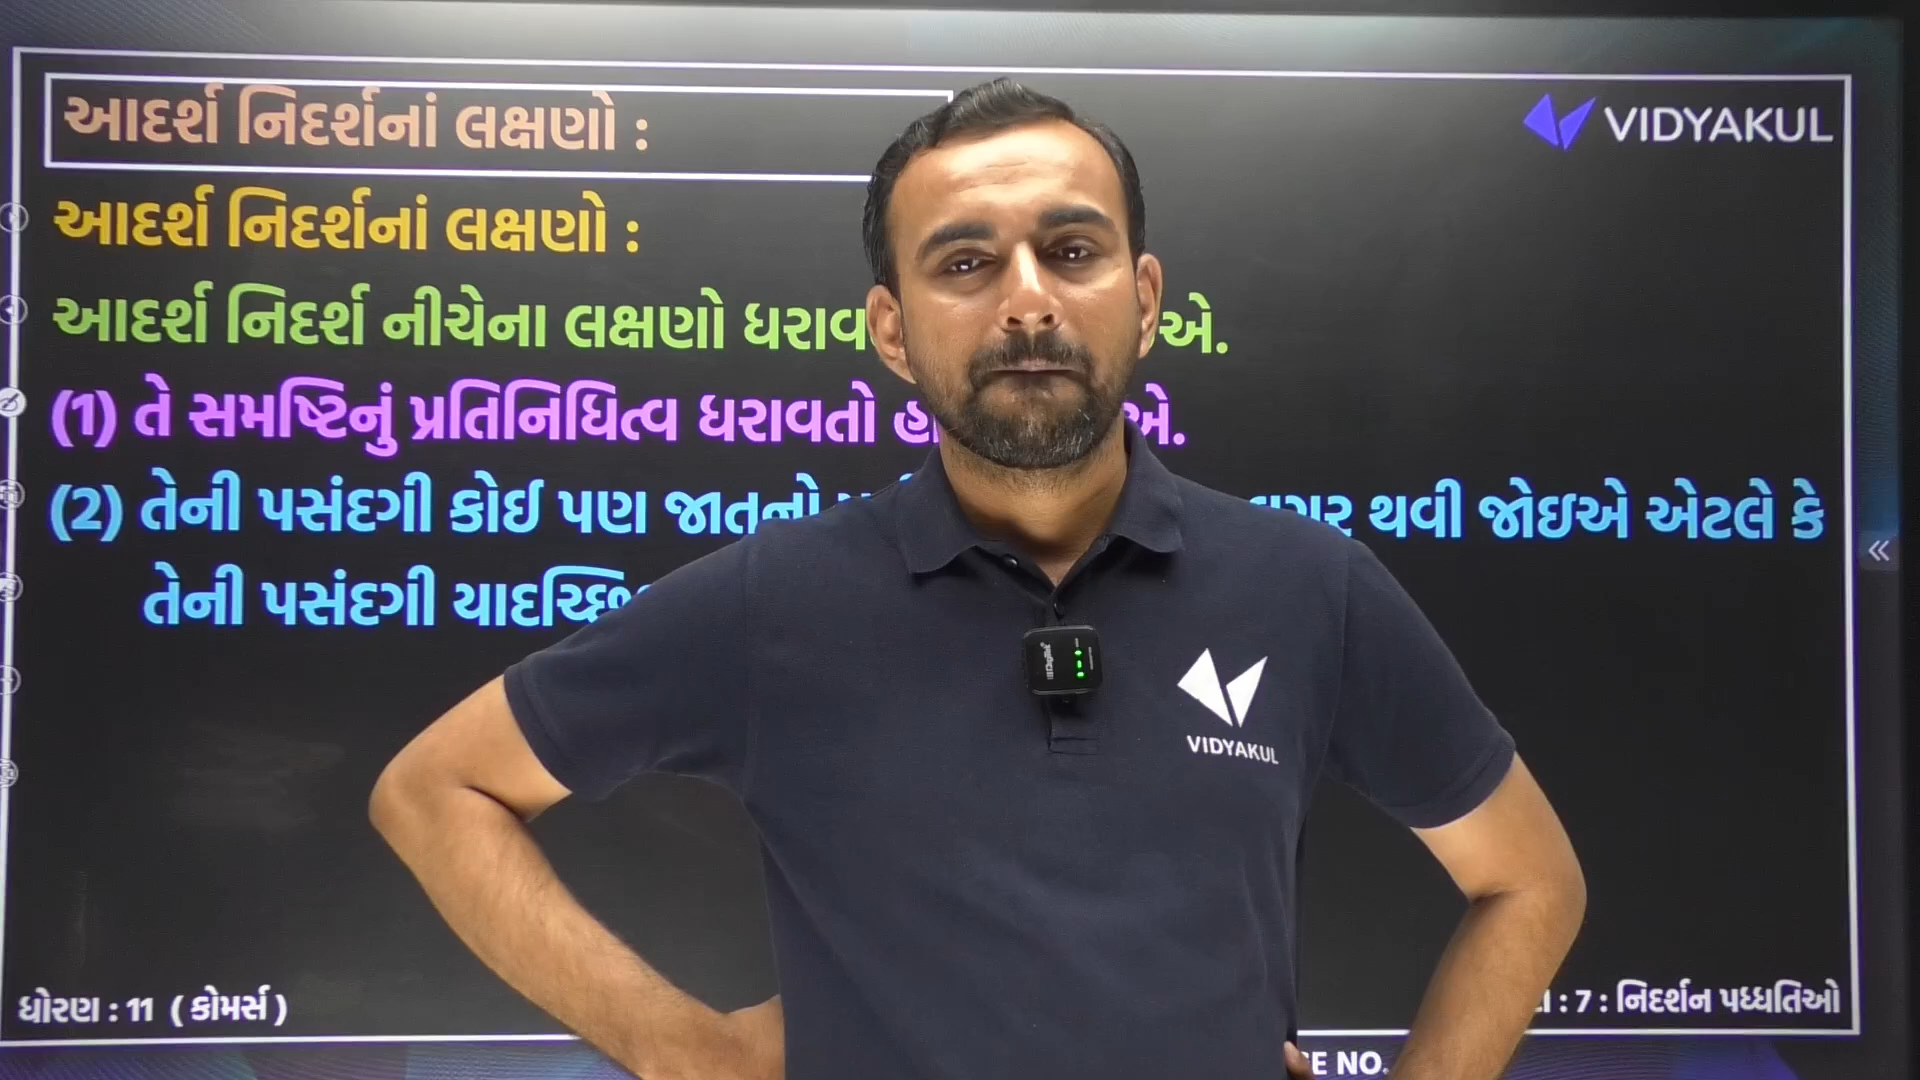 આદર્શ નિદર્શનાં લક્ષણો :
VIDYAKUL
આદર્શ નિદર્શનાં લક્ષણો :
આદર્શ નિદર્શ નીચેના લક્ષણો
(1) તે સમષ્ટિનું પ્રતિનિધિત્વ ધરાવતો
(2) તેની પસંદગી કોઈ પણ જાતનો થવી જોઇએ એટલે કે
તેની પસંદગી
VIDYAKUL
ધોરણ : 11 ( કોમર્સ )
: 7 : નિદર્શન પધ્ધતિઓ
NO.